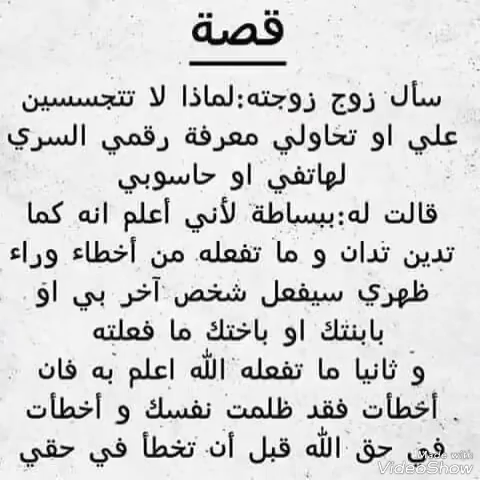 قصة
سأل زوج زوجته:لماذا لا تتجسسين
علي او تحاولي معرفة رقمي السري
لهاتفي او حاسوبي
قالت له:ببساطة لأني أعلم انه كما
تدين تدان و ما تفعله من أخطاء وراء
ظهري سيفعل شخص آخر بي او
بابنتك او باختك ما فعلته
و ثانيا ما تفعله الله اعلم به فان
أخطأت فقد ظلمت نفسك و أخطأت
في حق الله قبل أن تخطأ في حقي
Made with
VideoShow